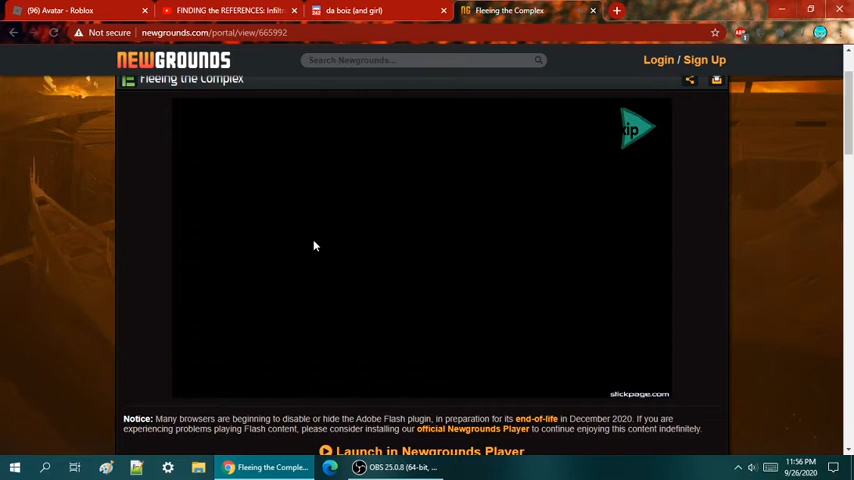 (96) Avatar - Roblox
FINDING the REFERENCES: Infilt
da boiz (and girl)
Fleeing the Complex
Not secure
newgrounds.com/portal/view/665992
NEWGROUNDS
Search Newgrounds...
Login / Sign Up
Fleeing the Complex
kip
stickpage.com
Notice: Many browsers are beginning to disable or hide the Adobe Flash plugin, in preparation for its end-of-life in December 2020. If you are
experiencing problems playing Flash content, please consider installing our official Newgrounds Player to continue enjoying this content indefinitely.
Launch in Newgrounds Player
Fleeing the Comple...
OBS 25.0.8 (64-bit, ...
11:56 PM
9/26/2020